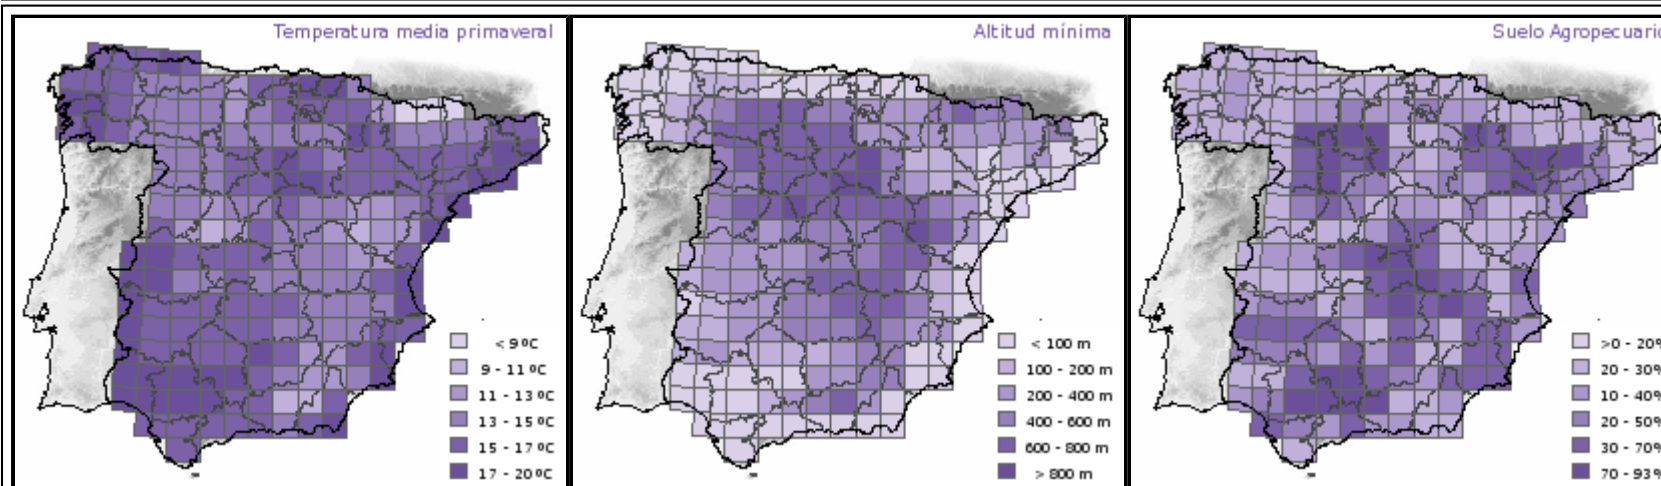 Temperatura media primaveral
< 9 ºC
9 - 11 ºC
11 - 13 ºC
13 - 15 ºC
15 - 17 ºC
17 - 20 ºC
Altitud mínima
< 100 m
100 - 200 m
200 - 400 m
400 - 600 m
600 - 800 m
> 800 m
Suelo Agropecuario
>0 - 20%
20 - 30%
10 - 40%
20 - 50%
30 - 70%
70 - 93%